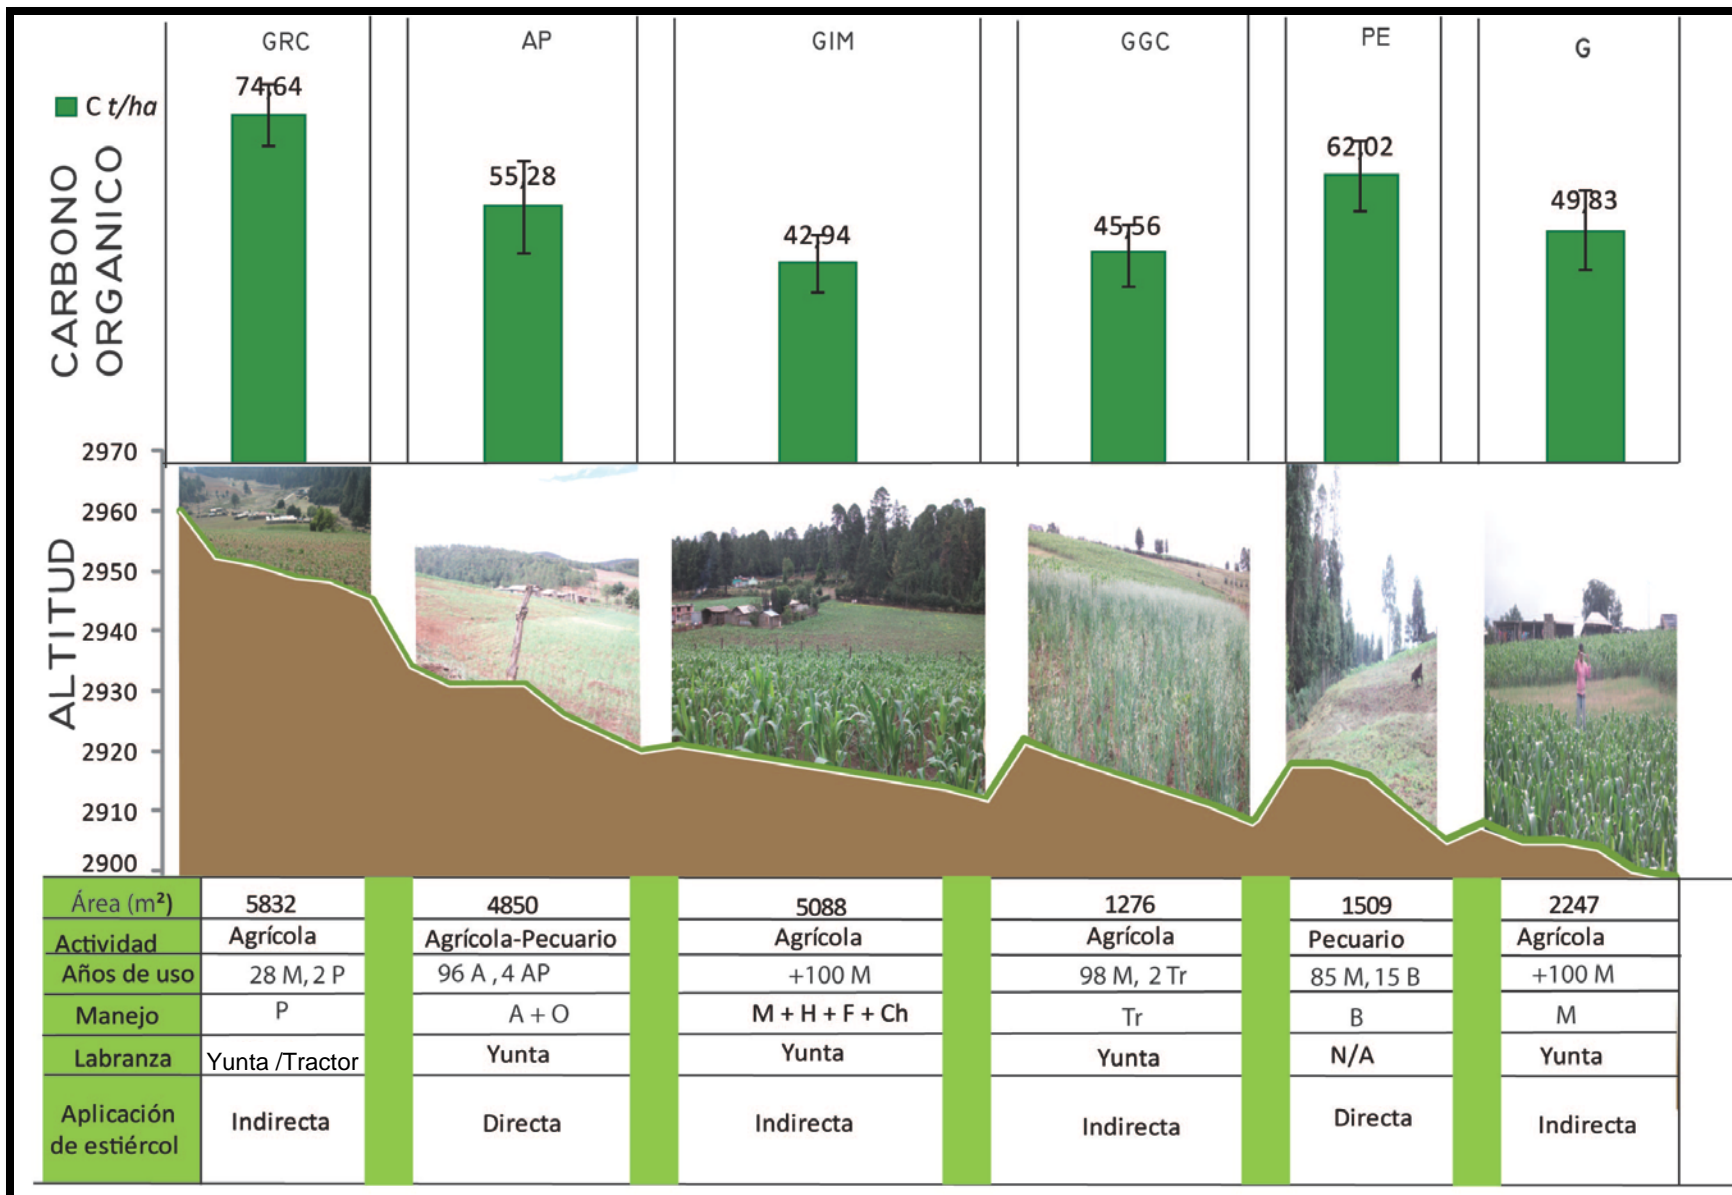 GRC AP GIM GGC PE G
C t/ha
74,64 55,28 42,94 45,56 62,02 49,83
CARBONO
ORGANICO
2970
2960
2950
2940
2930
2920
2910
2900
ALTITUD
Área (m²) 5832 4850 5088 1276 1509 2247
Actividad Agrícola Agrícola-Pecuario Agrícola Agrícola Pecuario Agrícola
Años de uso 28 M, 2 P 96 A , 4 AP +100 M 98 M, 2 Tr 85 M, 15 B +100 M
Manejo P A + O M + H + F + Ch Tr B M
Labranza Yunta /Tractor Yunta Yunta Yunta N/A Yunta
Aplicación
de estiércol Indirecta Directa Indirecta Indirecta Directa Indirecta